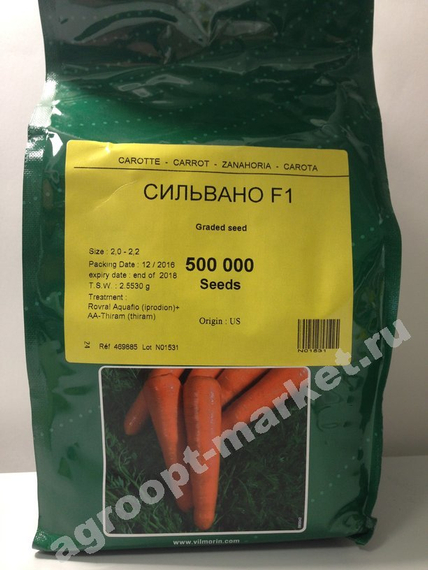 CAROTTE - CARROT - ZANAHORIA - CAROTA
СИЛЬВАНО F1
Graded seed
Size : 2,0 - 2,2
Packing Date : 12 / 2016
expiry date : end of 2018
T.S.W. : 2.5530 g
Treatment :
Rovral Aquaflo (iprodion)+
AA-Thiram (thiram)
500 000
Seeds
Origin : US
24
Réf 469885 Lot N01531
N01531
agroopt-market.ru
www.vilmorin.com